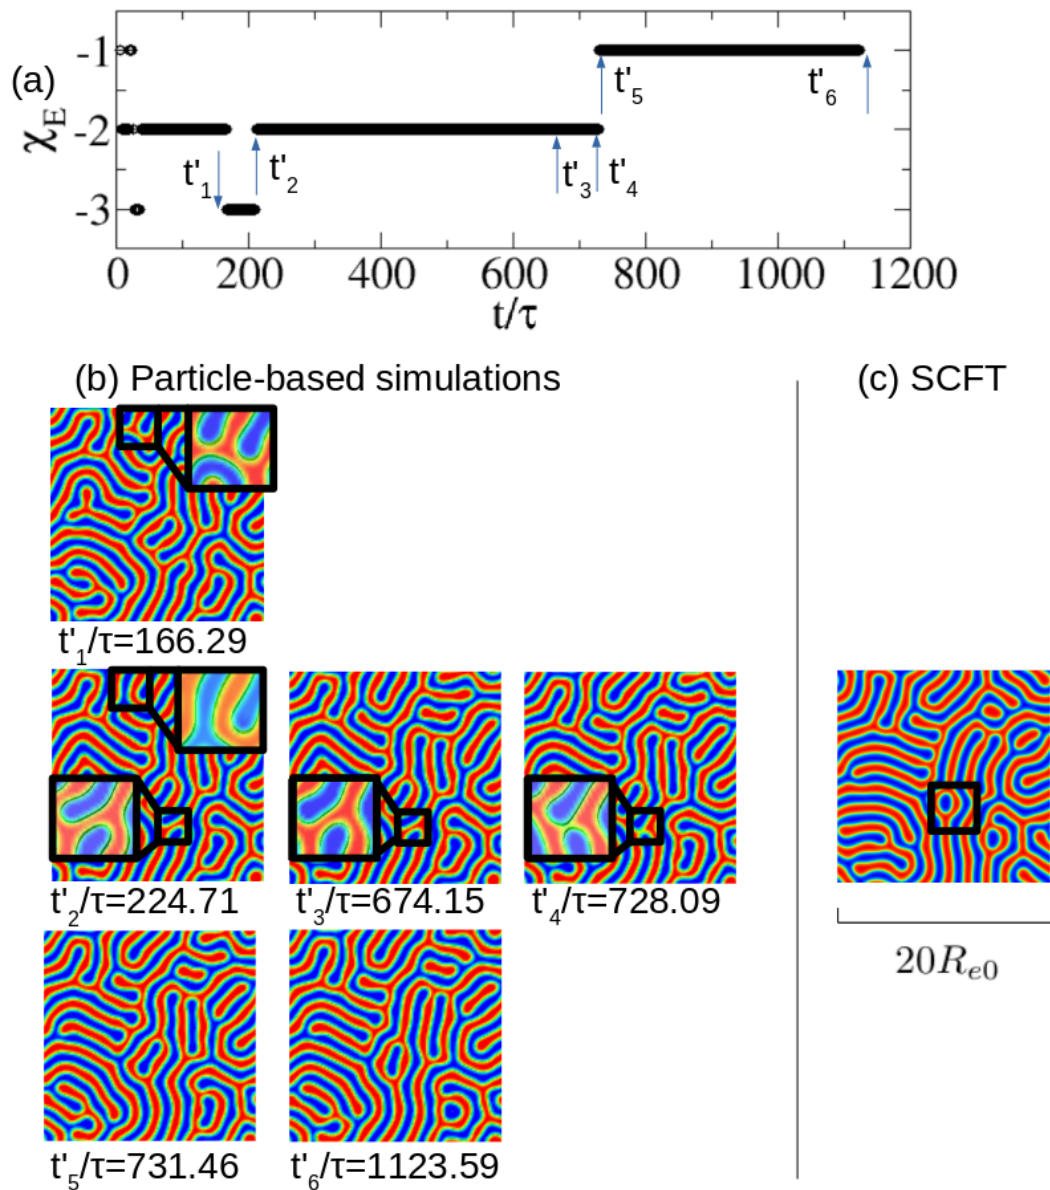 (a)
χE
-1
-2
-3
t'1
t'2
t'3
t'4
t'5
t'6
0 200 400 600 800 1000 1200
t/τ
(b) Particle-based simulations
(c) SCFT
t'1/τ=166.29
t'2/τ=224.71
t'3/τ=674.15
t'4/τ=728.09
20Re0
t'5/τ=731.46
t'6/τ=1123.59